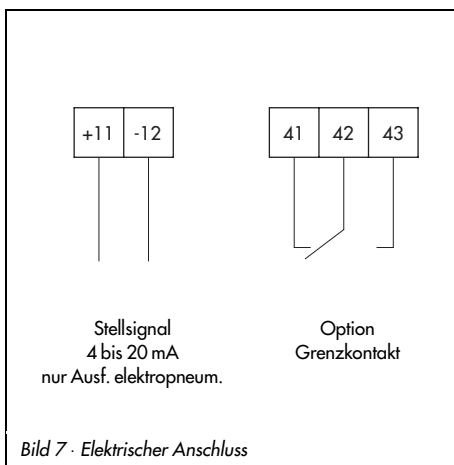 +11 -12
41 42 43
Stellsignal
4 bis 20 mA
nur Ausf. elektropneum.
Option
Grenzkontakt
Bild 7 · Elektrischer Anschluss